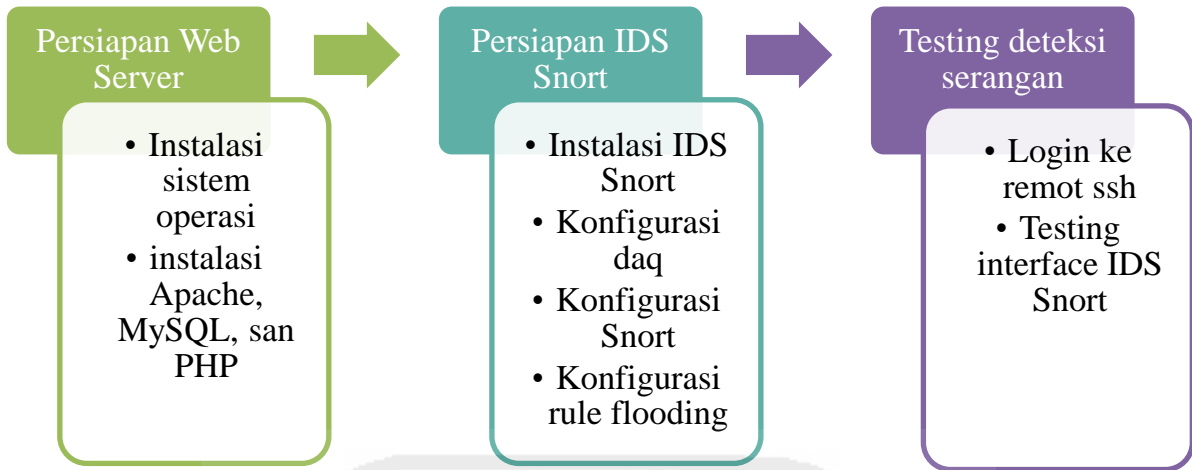 Persiapan Web
Server
• Instalasi
sistem
operasi
• instalasi
Apache,
MySQL, san
PHP
Persiapan IDS
Snort
• Instalasi IDS
Snort
• Konfigurasi
daq
• Konfigurasi
Snort
• Konfigurasi
rule flooding
Testing deteksi
serangan
• Login ke
remot ssh
• Testing
interface IDS
Snort